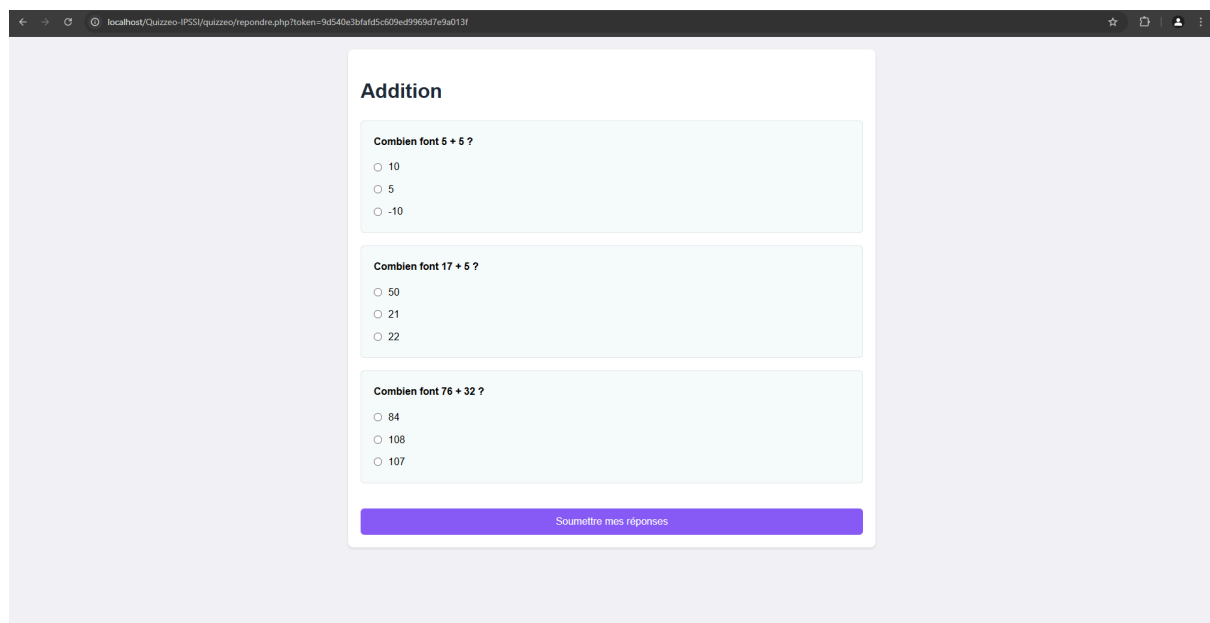 localhost/Quizzeo-IPSSI/quizzeo/repondre.php?token=9d540e3bfafd5c609ed9969d7e9a013f
Addition
Combien font 5 + 5 ?
10
5
-10
Combien font 17 + 5 ?
50
21
22
Combien font 76 + 32 ?
84
108
107
Soumettre mes réponses